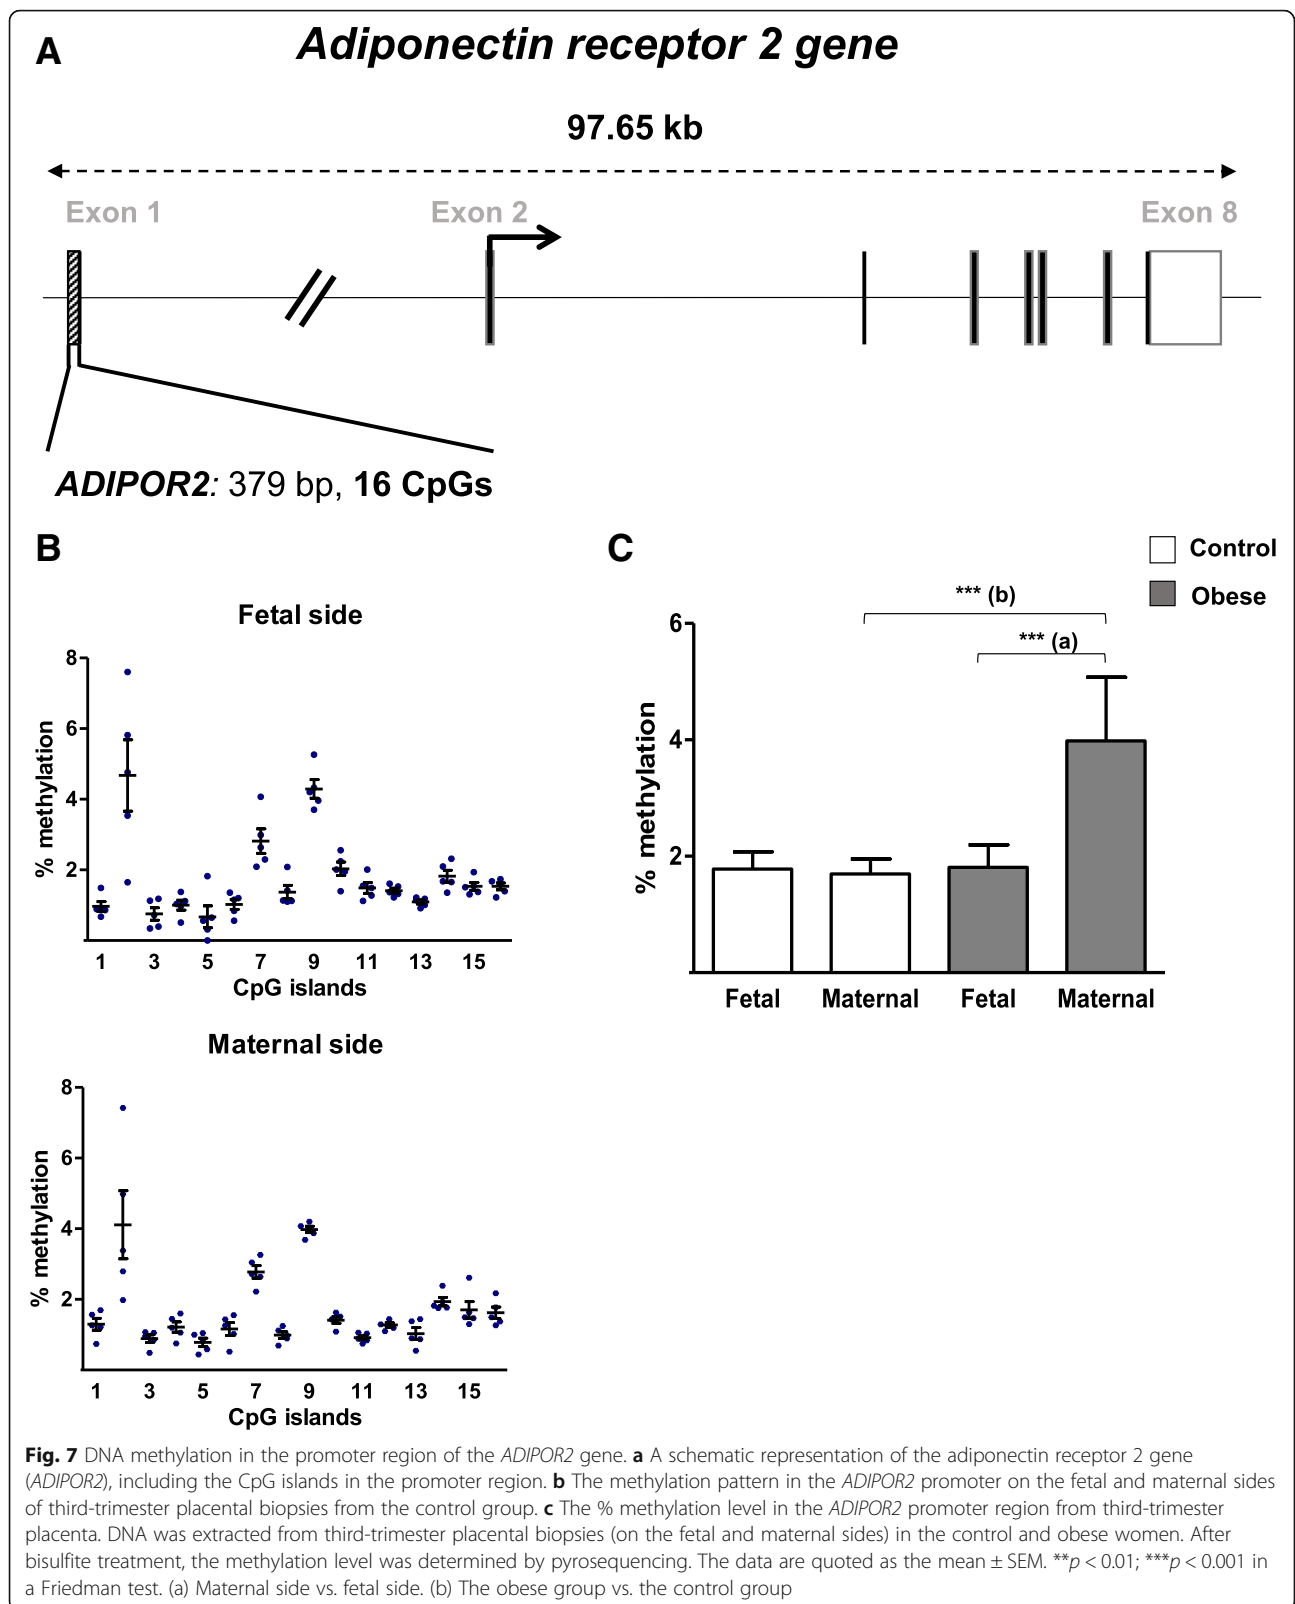 A
Adiponectin receptor 2 gene
97.65 kb
Exon 1
Exon 2
Exon 8
ADIPOR2: 379 bp, 16 CpGs
B
Fetal side
% methylation
8
6
4
2
1 3 5 7 9 11 13 15
CpG islands
Maternal side
% methylation
8
6
4
2
1 3 5 7 9 11 13 15
CpG islands
C
Control
Obese
*** (b)
*** (a)
% methylation
6
4
2
Fetal Maternal Fetal Maternal
Fig. 7 DNA methylation in the promoter region of the ADIPOR2 gene. a A schematic representation of the adiponectin receptor 2 gene
(ADIPOR2), including the CpG islands in the promoter region. b The methylation pattern in the ADIPOR2 promoter on the fetal and maternal sides
of third-trimester placental biopsies from the control group. c The % methylation level in the ADIPOR2 promoter region from third-trimester
placenta. DNA was extracted from third-trimester placental biopsies (on the fetal and maternal sides) in the control and obese women. After
bisulfite treatment, the methylation level was determined by pyrosequencing. The data are quoted as the mean ± SEM. **p < 0.01; ***p < 0.001 in
a Friedman test. (a) Maternal side vs. fetal side. (b) The obese group vs. the control group